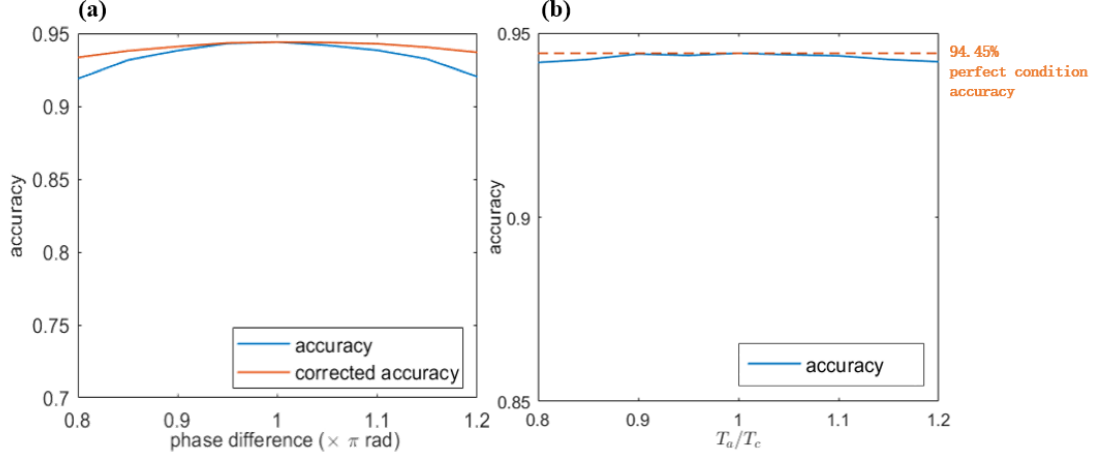 (a)
0.95
0.9
0.85
0.8
0.75
0.7
accuracy
accuracy
corrected accuracy
0.8 0.9 1 1.1 1.2
phase difference (× π rad)
(b)
0.95
0.9
0.85
accuracy
94.45%
perfect condition
accuracy
accuracy
0.8 0.9 1 1.1 1.2
T_a/T_c